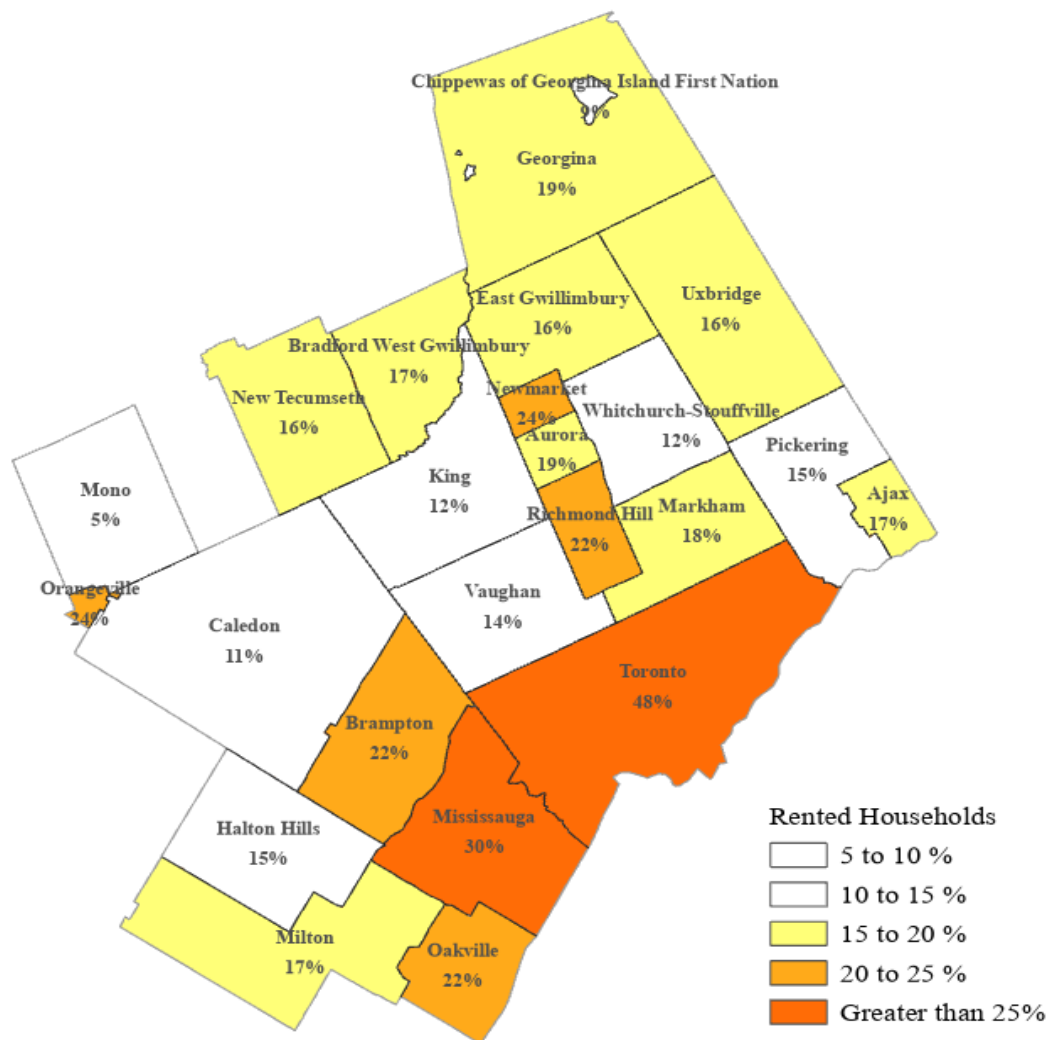 Chippewas of Georgina Island First Nation
9%
Georgina
19%
Uxbridge
16%
East Gwillimbury
16%
Bradford West Gwillimbury
17%
New Tecumseth
16%
Newmarket
24%
Whitchurch-Stouffville
12%
Aurora
19%
Pickering
15%
King
12%
Mono
5%
Ajax
17%
Markham
18%
Richmond Hill
22%
Orangeville
24%
Vaughan
14%
Caledon
11%
Toronto
48%
Brampton
22%
Mississauga
30%
Halton Hills
15%
Milton
17%
Oakville
22%
Rented Households
5 to 10 %
10 to 15 %
15 to 20 %
20 to 25 %
Greater than 25%